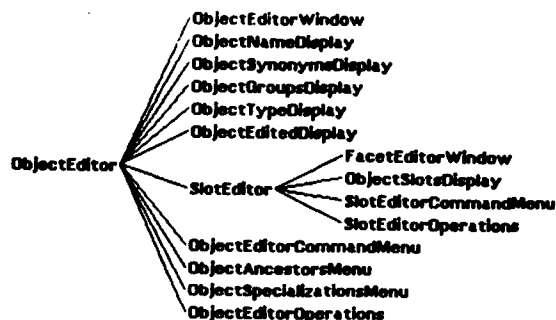 ObjectEditorWindow
ObjectNameDisplay
ObjectSynonymsDisplay
ObjectGroupsDisplay
ObjectTypeDisplay
ObjectEditedDisplay
ObjectEditor
SlotEditor
FacetEditorWindow
ObjectSlotsDisplay
SlotEditorCommandMenu
SlotEditorOperations
ObjectEditorCommandMenu
ObjectAncestorsMenu
ObjectSpecializationsMenu
ObjectEditorOperations